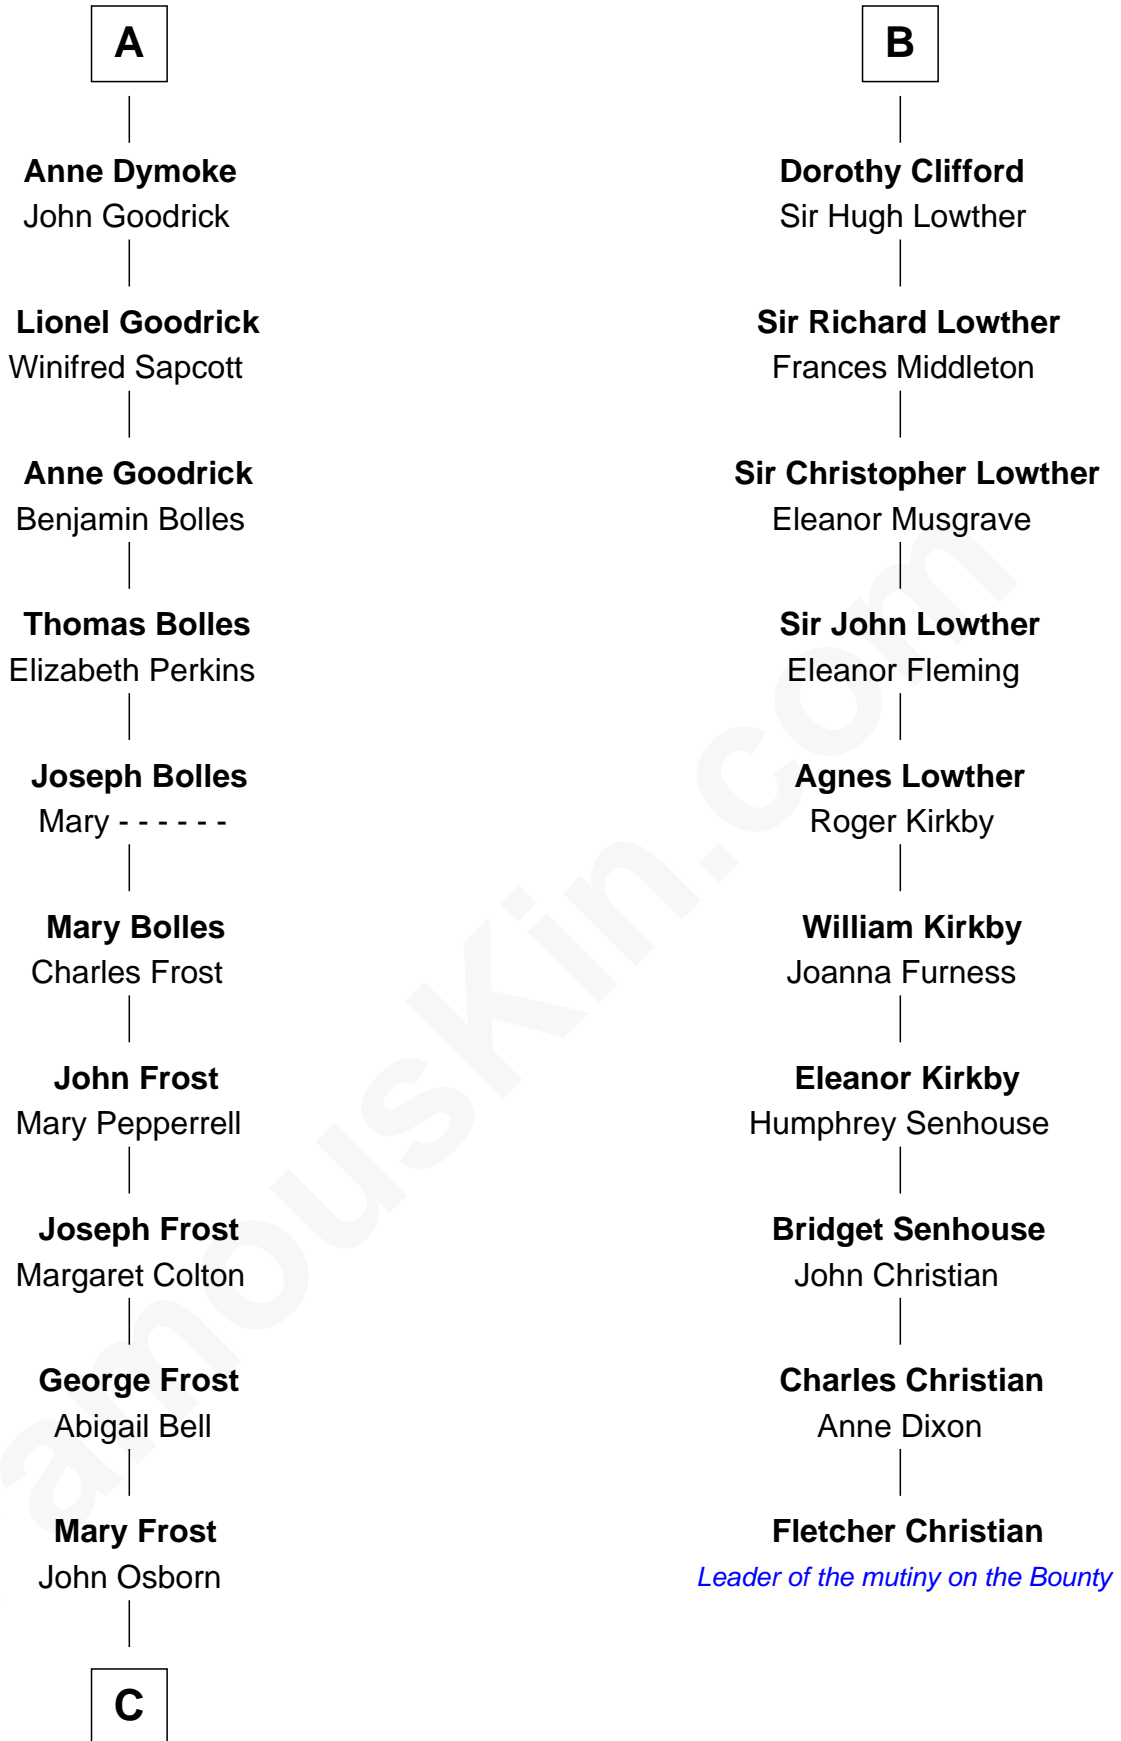 A
Anne Dymoke
John Goodrick
Lionel Goodrick
Winifred Sapcott
Anne Goodrick
Benjamin Bolles
Thomas Bolles
Elizabeth Perkins
Joseph Bolles
Mary - - - - - -
Mary Bolles
Charles Frost
John Frost
Mary Pepperrell
Joseph Frost
Margaret Colton
George Frost
Abigail Bell
Mary Frost
John Osborn
C
B
Dorothy Clifford
Sir Hugh Lowther
Sir Richard Lowther
Frances Middleton
Sir Christopher Lowther
Eleanor Musgrave
Sir John Lowther
Eleanor Fleming
Agnes Lowther
Roger Kirkby
William Kirkby
Joanna Furness
Eleanor Kirkby
Humphrey Senhouse
Bridget Senhouse
John Christian
Charles Christian
Anne Dixon
Fletcher Christian
Leader of the mutiny on the Bounty
amousKin.com